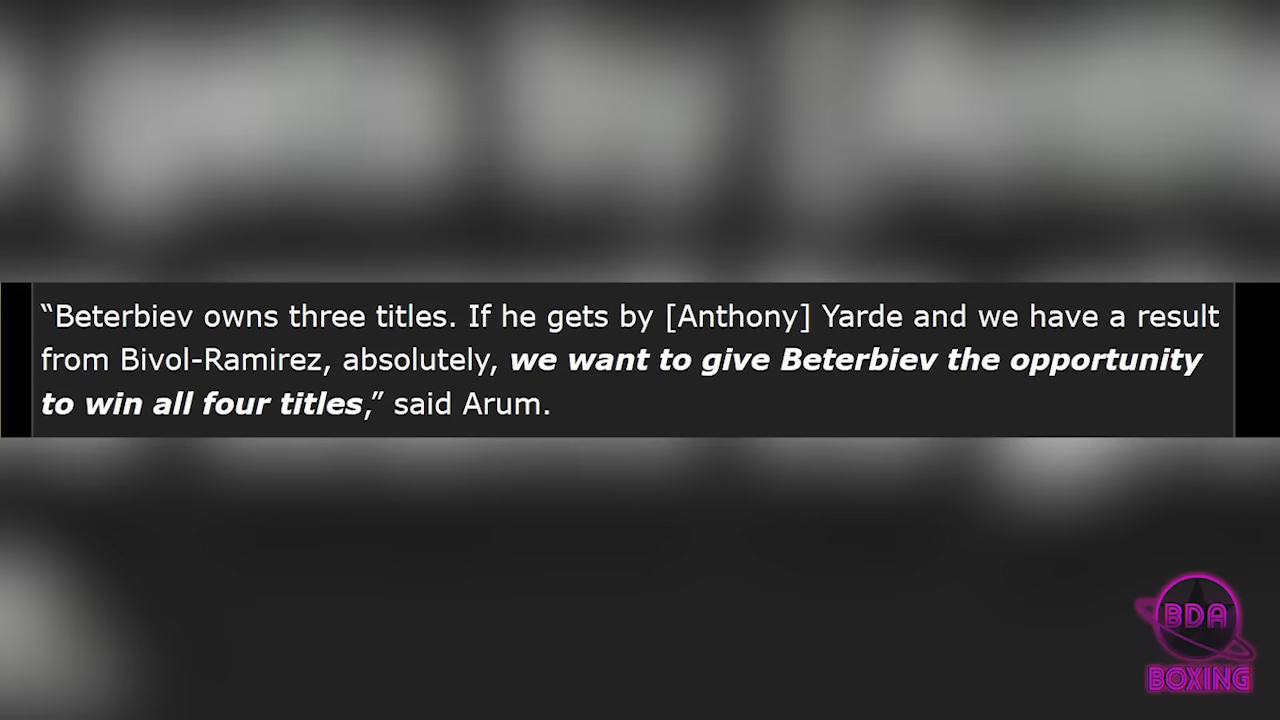 “Beterbiev owns three titles. If he gets by [Anthony] Yarde and we have a result
from Bivol-Ramirez, absolutely, we want to give Beterbiev the opportunity
to win all four titles,” said Arum.
BDA
BOXING